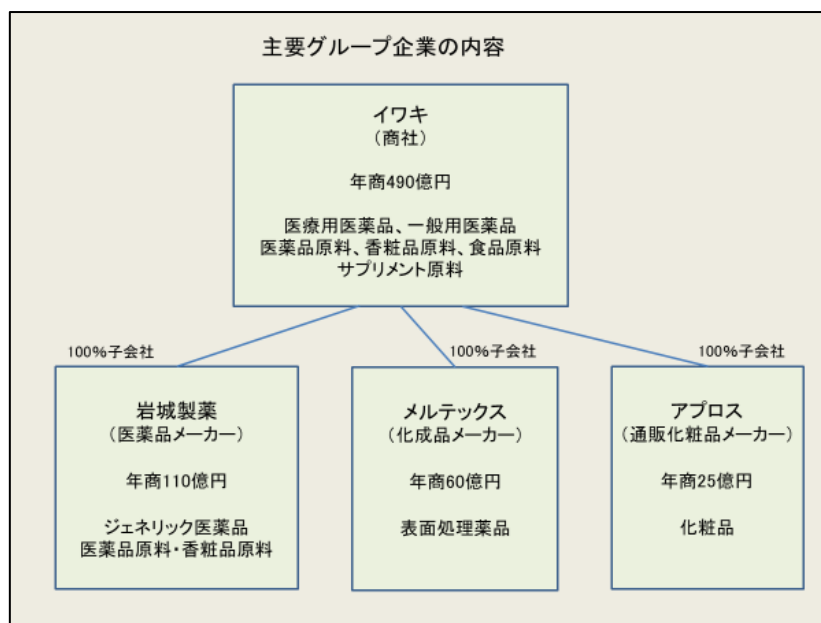 主要グループ企業の内容
イワキ
（商社）
年商490億円
医療用医薬品、一般用医薬品
医薬品原料、香粧品原料、食品原料
サプリメント原料
100%子会社
100%子会社
100%子会社
岩城製薬
（医薬品メーカー）
年商110億円
ジェネリック医薬品
医薬品原料・香粧品原料
メルテックス
（化成品メーカー）
年商60億円
表面処理薬品
アプロス
（通販化粧品メーカー）
年商25億円
化粧品